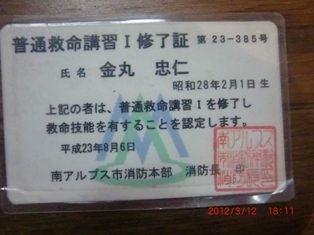 普通救命講習Ⅰ修了証 第23-385号
氏名 金丸 忠仁
昭和28年2月1日 生
上記の者は、普通救命講習Ⅰを修了し
救命技能を有することを認定します。
平成23年8月6日
南アルプス市消防本部 消防長 印
2012/3/12 18:11